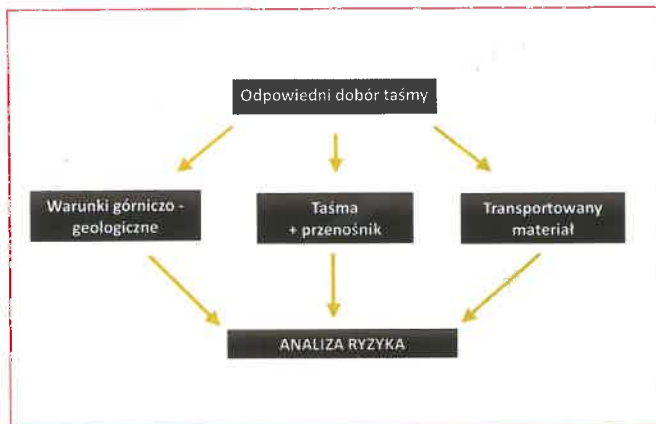 Odpowiedni dobór taśmy
Warunki górniczo -
geologiczne
Taśma
+ przenośnik
Transportowany
materiał
ANALIZA RYZYKA